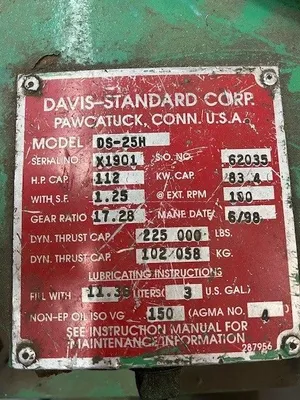 DAVIS-STANDARD CORP.
PAWCATUCK, CONN. U.S.A.
MODEL DS-25H
SERIAL NO X1901 S.O. NO. 62035
H.P. CAP. 112 KW. CAP. 83.4
WITH S.F. 1.25 @ EXT. RPM 100
GEAR RATIO 17.28 MANF DATE 6/98
DYN. THRUST CAP. 225 000 LBS.
DYN. THRUST CAP. 102 058 KG.
LUBRICATING INSTRUCTIONS
FILL WITH 11.36 LITERS( 3 U.S. GAL)
NON-EP OIL ISO VG 150 (AGMA NO. 4 )
SEE INSTRUCTION MANUAL FOR
MAINTENANCE INFORMATION
287956